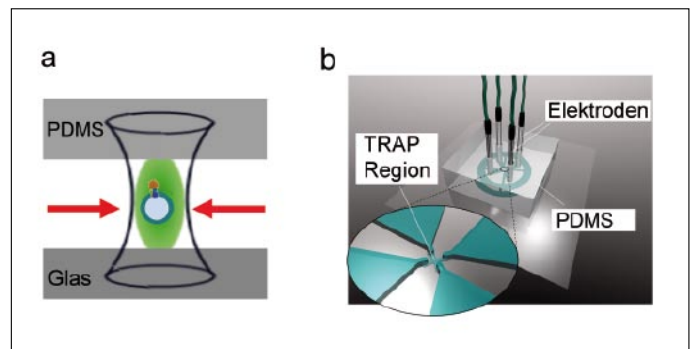 a
PDMS
Glas
b
Elektroden
TRAP
Region
PDMS